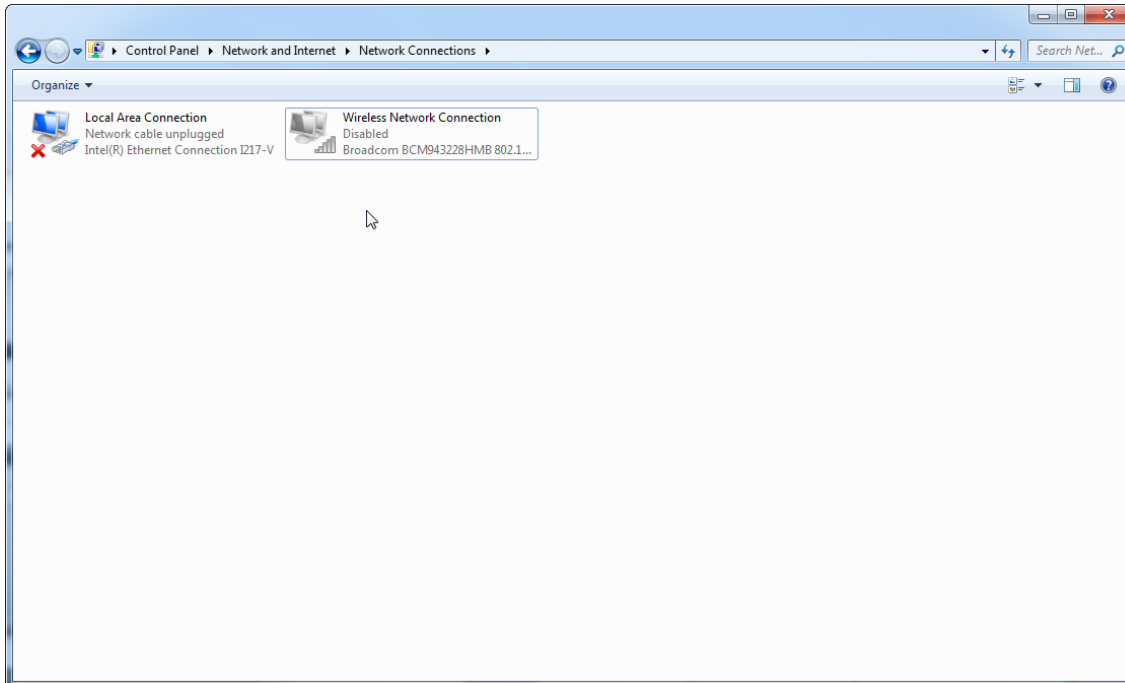 Control Panel Network and Internet Network Connections
Search Net...
Organize
Local Area Connection
Network cable unplugged
Intel(R) Ethernet Connection I217-V
Wireless Network Connection
Disabled
Broadcom BCM943228HMB 802.1...